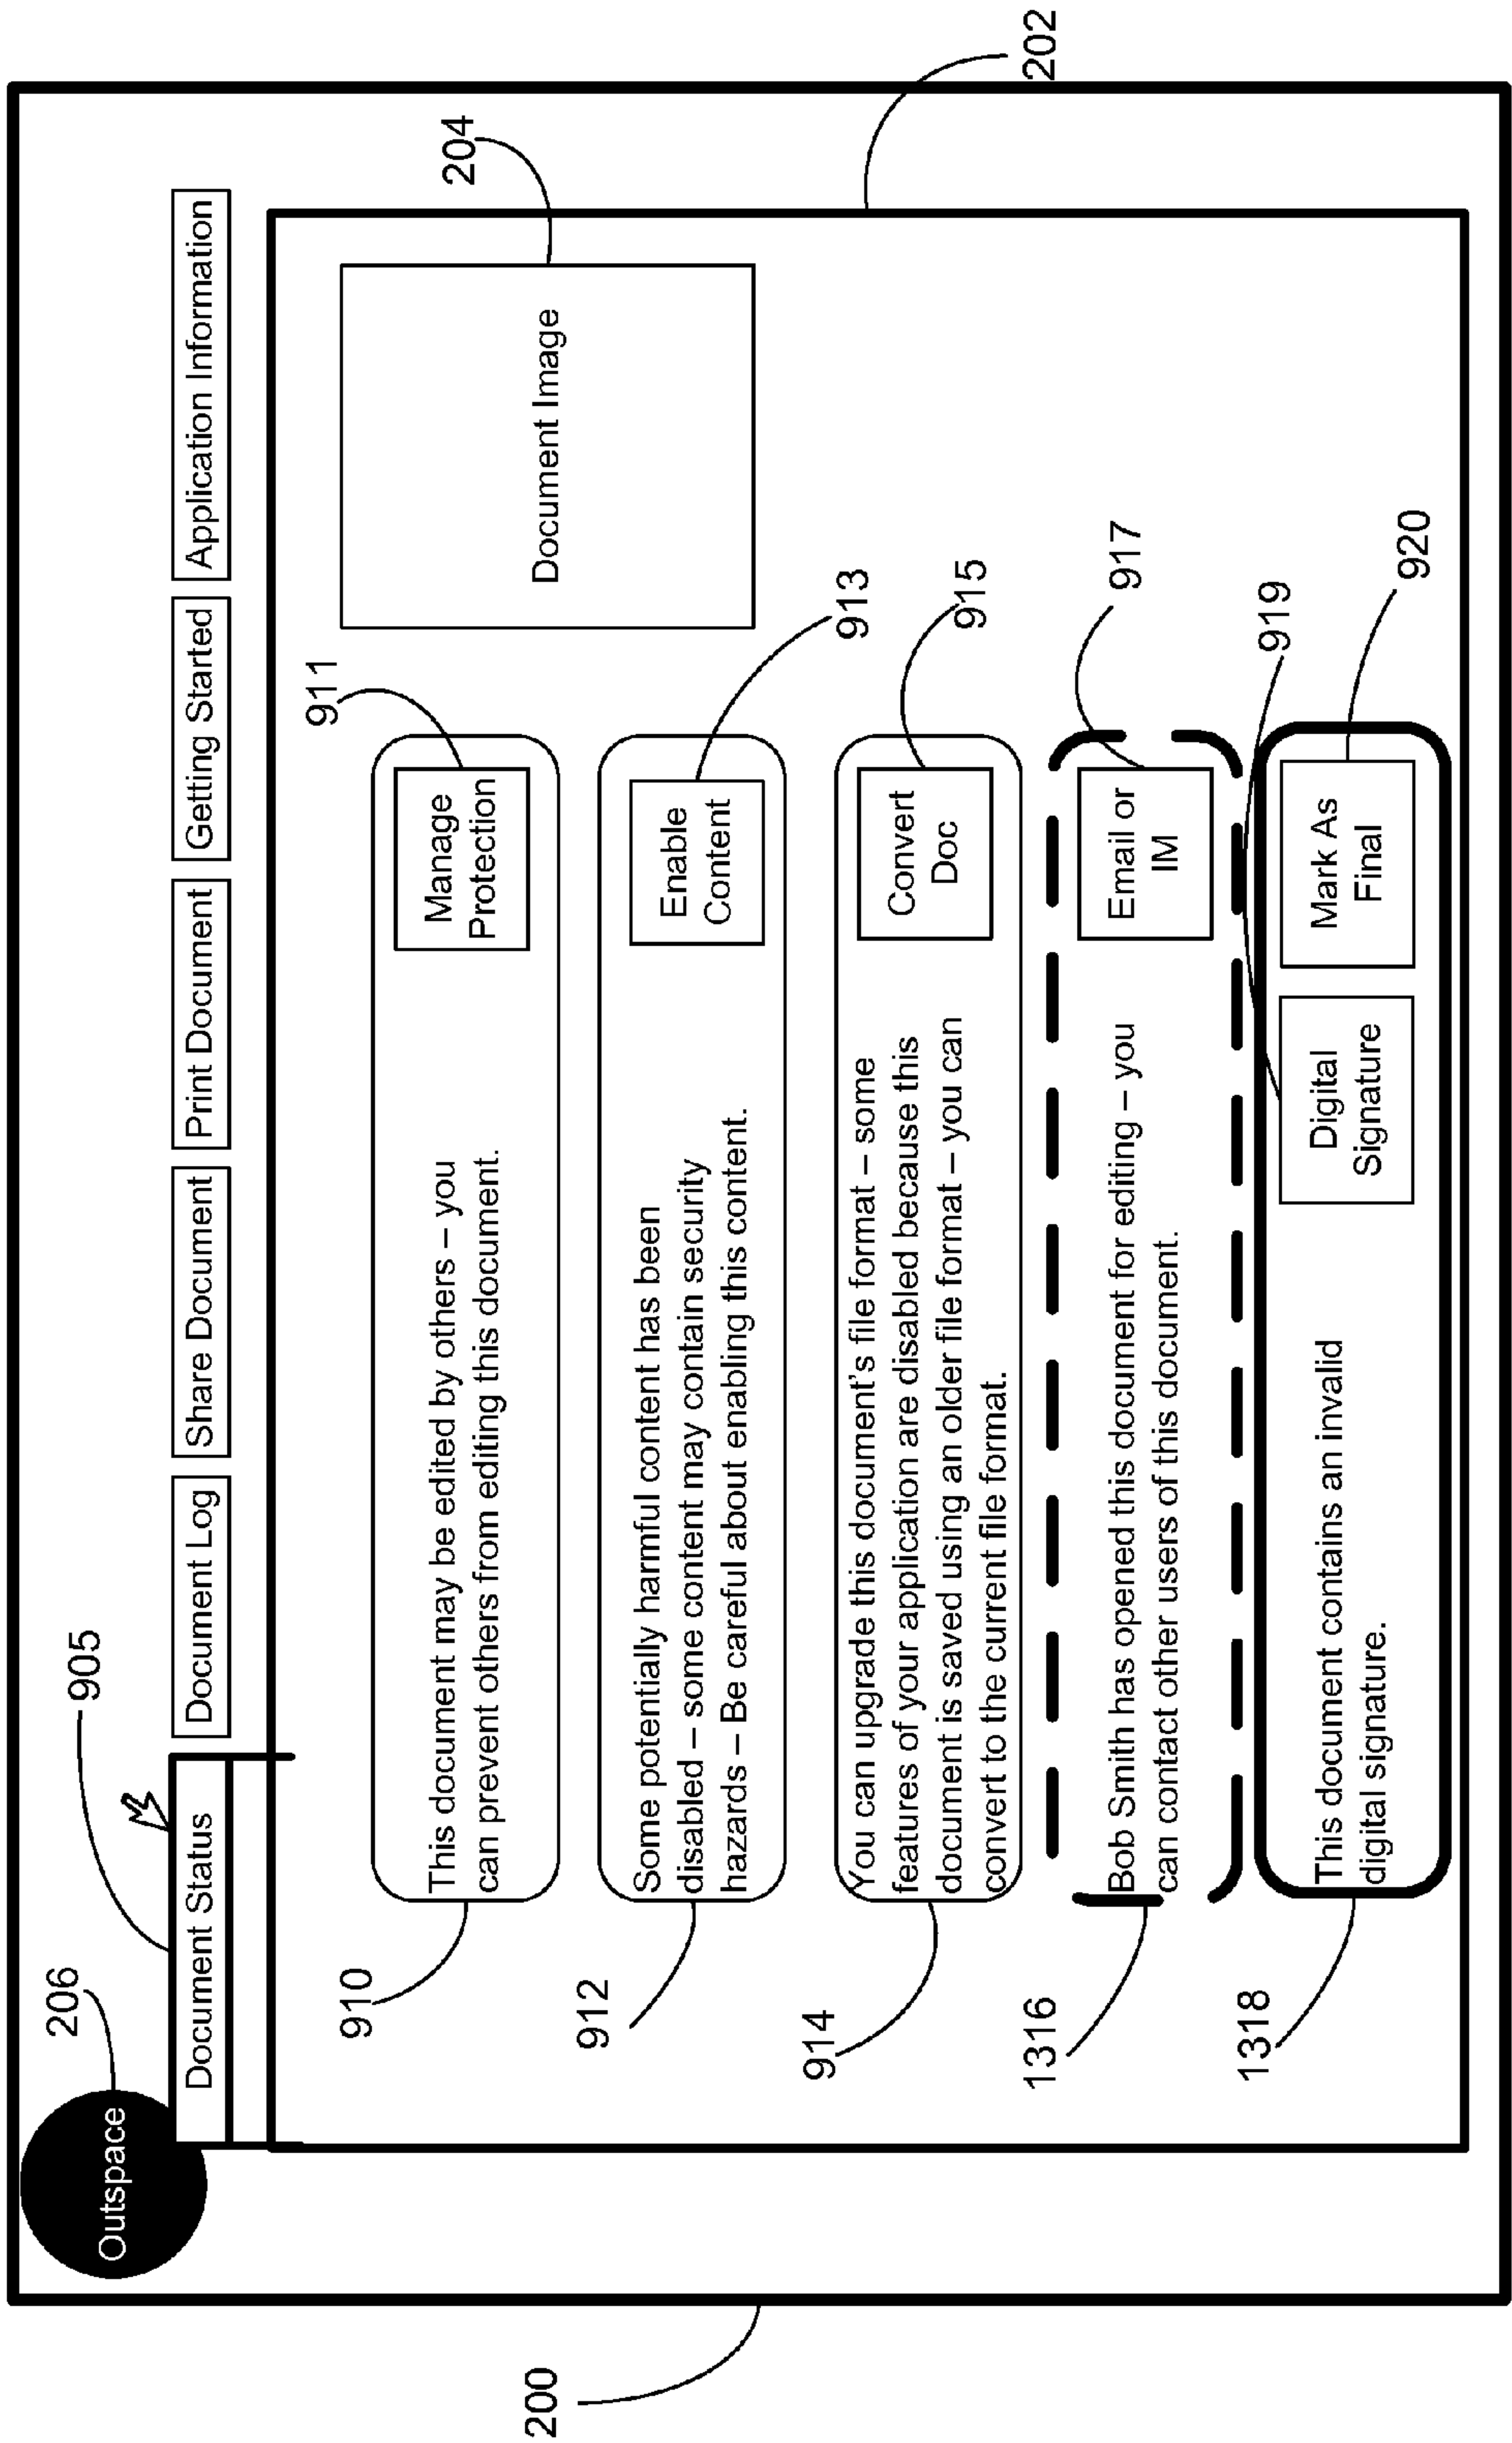 206
905
Outspace
Document Status
Document Log
Share Document
Print Document
Getting Started
Application Information
204
202
200
911
Document Image
910
This document may be edited by others – you
can prevent others from editing this document.
Manage
Protection
912
Some potentially harmful content has been
disabled – some content may contain security
hazards – Be careful about enabling this content.
Enable
Content
913
914
You can upgrade this document's file format – some
features of your application are disabled because this
document is saved using an older file format – you can
convert to the current file format.
Convert
Doc
915
1316
Bob Smith has opened this document for editing – you
can contact other users of this document.
Email or
IM
917
1318
This document contains an invalid
digital signature.
Digital
Signature
Mark As
Final
919
920